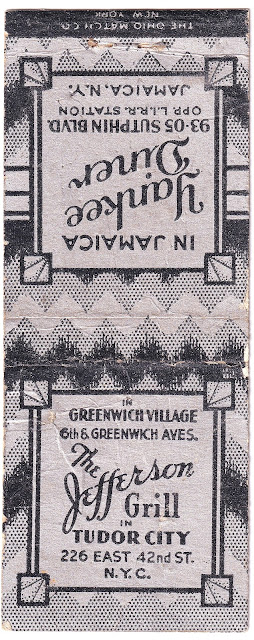 THE OHIO MATCH CO.
NEW YORK
IN JAMAICA
Yankee
Diner
93-05 SUTPHIN BLVD.
OPP. L.I.R.R. STATION
JAMAICA, N.Y.
IN
GREENWICH VILLAGE
6th & GREENWICH AVES.
The
Jefferson
Grill
IN
TUDOR CITY
226 EAST 42nd ST.
N.Y.C.